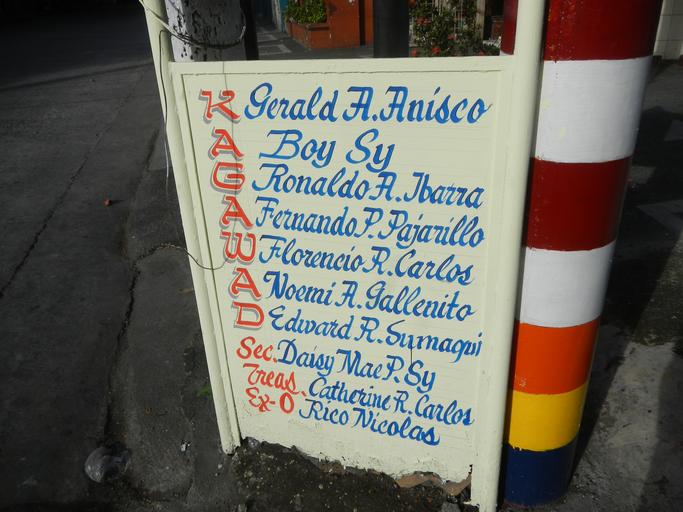 KAGAWAD
Gerald A. Anisco
Boy Sy
Ronaldo A. Ibarra
Fernando P. Pajarillo
Florencio R. Carlos
Noemi A. Gallenito
Edward R. Sumaqui
Sec. Daisy Mae P. Sy
Treas. Catherine R. Carlos
Ex-O Rico Nicolas